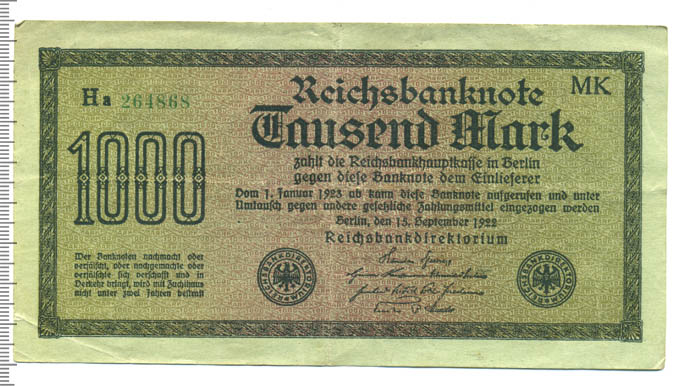 Reichsbanknote
MK
Ha 264868
Tausend Mark
1000
zahlt die Reichsbankhauptkasse in Berlin
gegen diese Banknote dem Einlieferer
Vom 1. Januar 1923 ab kann diese Banknote aufgerufen und unter
Umtausch gegen andere gesetzliche Zahlungsmittel eingezogen werden
Berlin, den 15. September 1922
Reichsbankdirektorium
Wer Banknoten nachmacht oder
verfälscht, oder nachgemachte oder
verfälschte sich verschafft und in
Verkehr bringt, wird mit Zuchthaus
nicht unter zwei Jahren bestraft
REICHSBANKDIREKTORIUM
REICHSBANKDIREKTORIUM